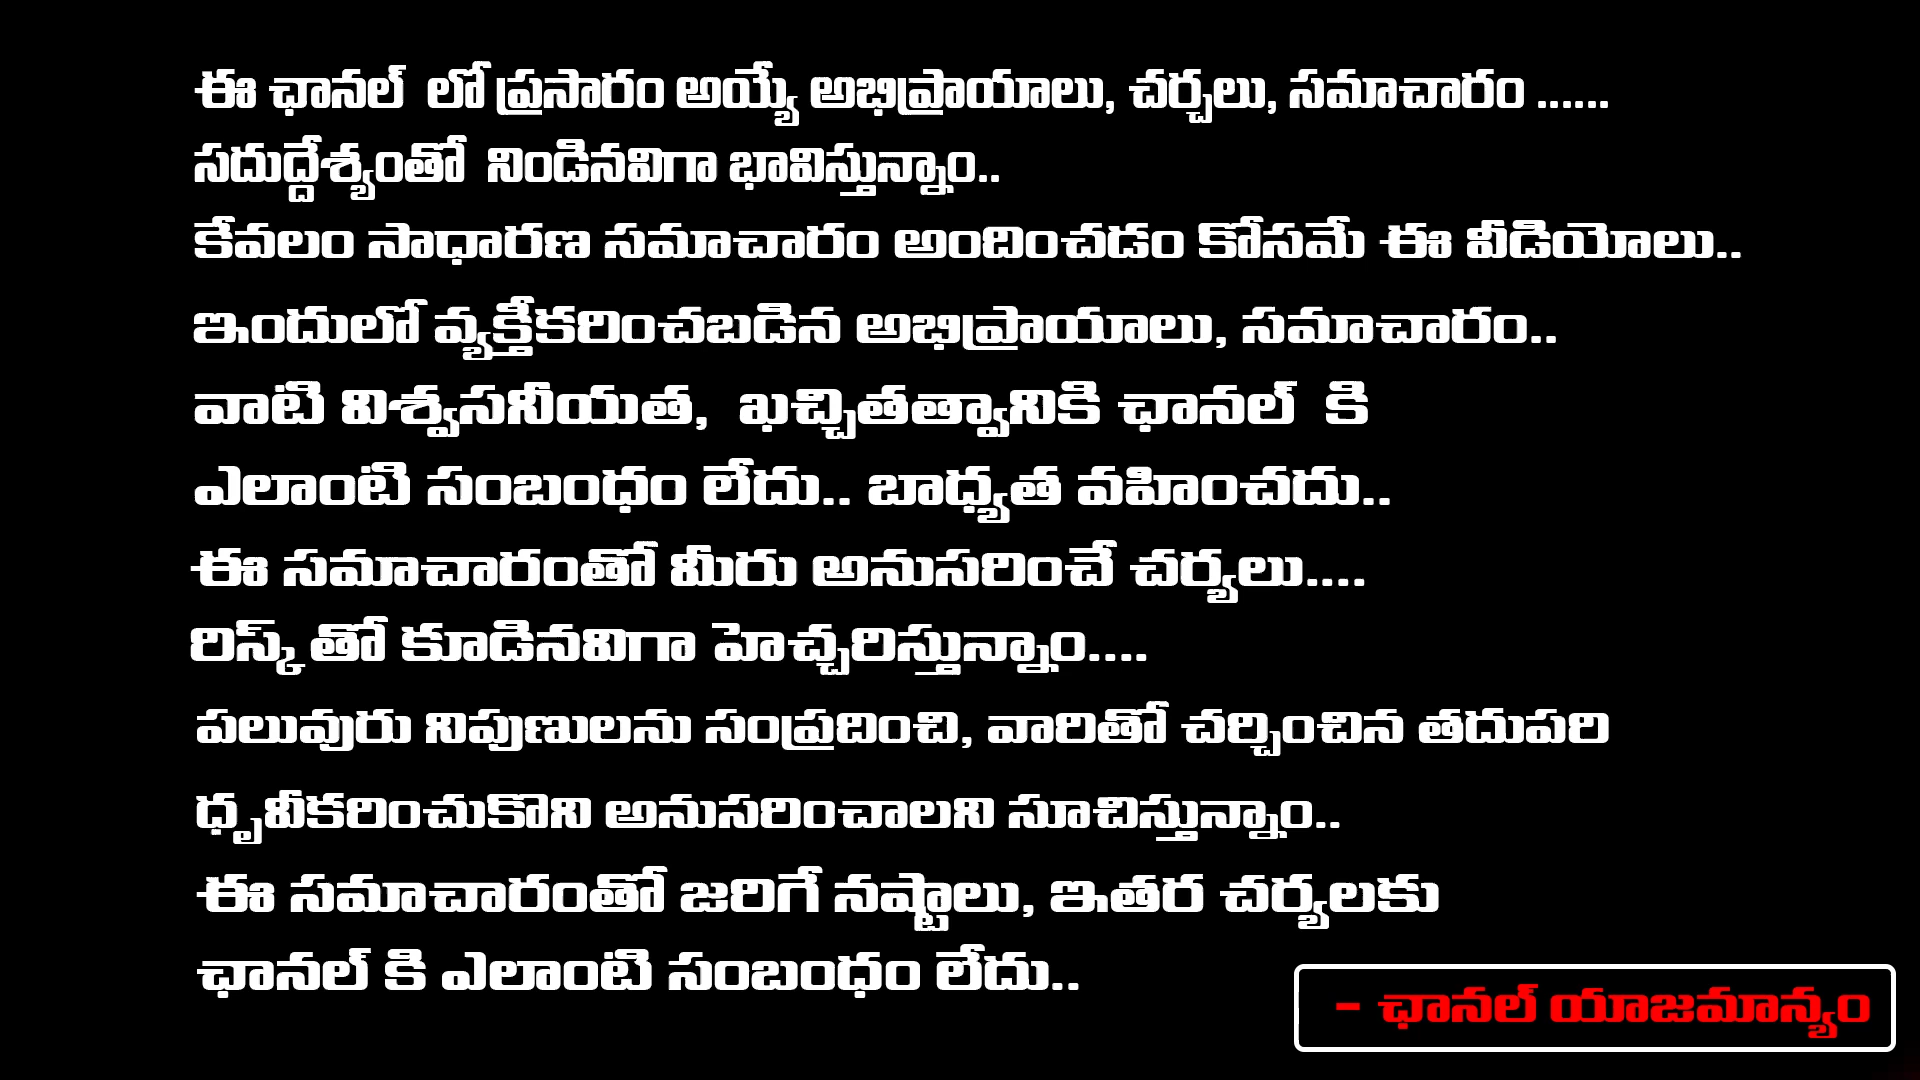 ఈ ఛానల్ లో ప్రసారం అయ్యే అభిప్రాయాలు, చర్చలు, సమాచారం ......
సదుద్దేశ్యంతో నిండినవిగా భావిస్తున్నాం..
కేవలం సాధారణ సమాచారం అందించడం కోసమే ఈ వీడియోలు..
ఇందులో వ్యక్తీకరించబడిన అభిప్రాయాలు, సమాచారం..
వాటి విశ్వసనీయత, ఖచ్చితత్వానికి ఛానల్ కి
ఎలాంటి సంబంధం లేదు.. బాధ్యత వహించదు..
ఈ సమాచారంతో మీరు అనుసరించే చర్యలు....
రిస్క్ తో కూడినవిగా హెచ్చరిస్తున్నాం....
పలువురు నిపుణులను సంప్రదించి, వారితో చర్చించిన తదుపరి
ధృవీకరించుకొని అనుసరించాలని సూచిస్తున్నాం..
ఈ సమాచారంతో జరిగే నష్టాలు, ఇతర చర్యలకు
ఛానల్ కి ఎలాంటి సంబంధం లేదు..
- ఛానల్ యాజమాన్యం